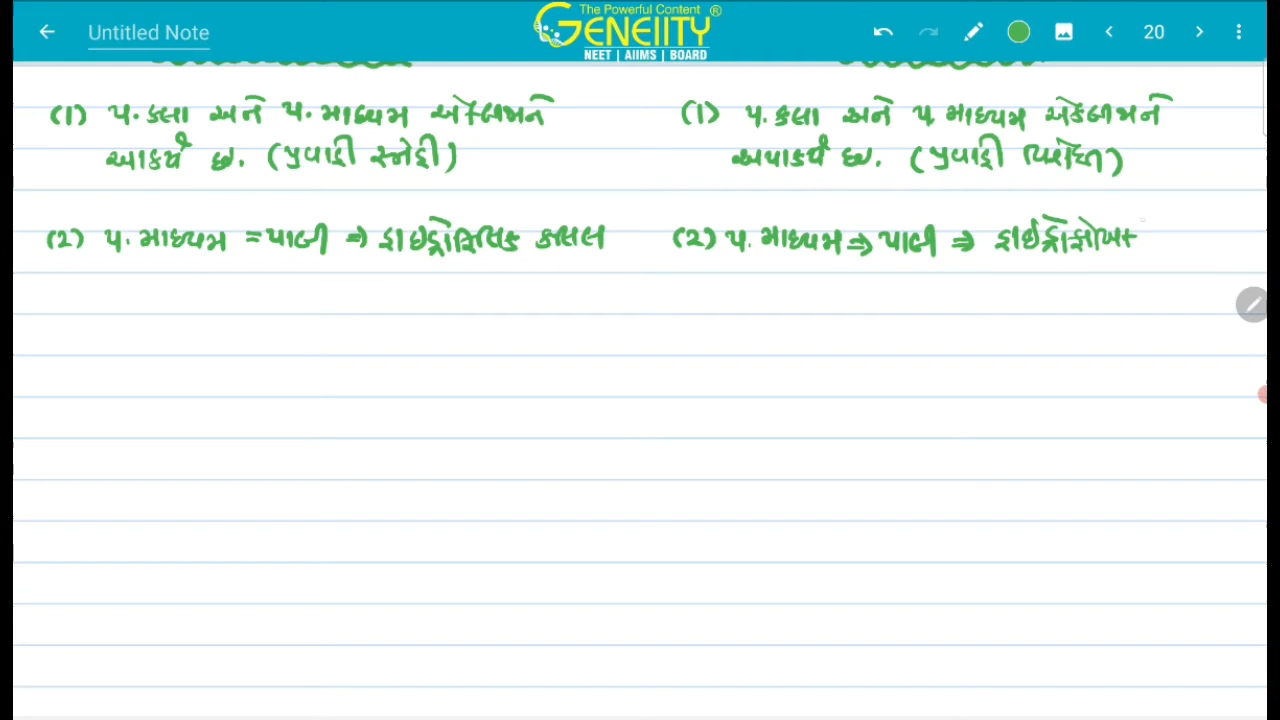 The Powerful Content ®
Untitled Note
GENEIITY
20
NEET | AIIMS | BOARD
(1) પ. કલા અને પ. માધ્યમ એકબીજાને
આકર્ષે છે. (પ્રવાહી સ્નેહી)
(2) પ. માધ્યમ = પાણી ⇒ હાઇડ્રોફિલિક કલિલ
(1) પ. કલા અને પ. માધ્યમ એકબીજાને
અપાકર્ષે છે. (પ્રવાહી વિરોધી)
(2) પ. માધ્યમ ⇒ પાણી ⇒